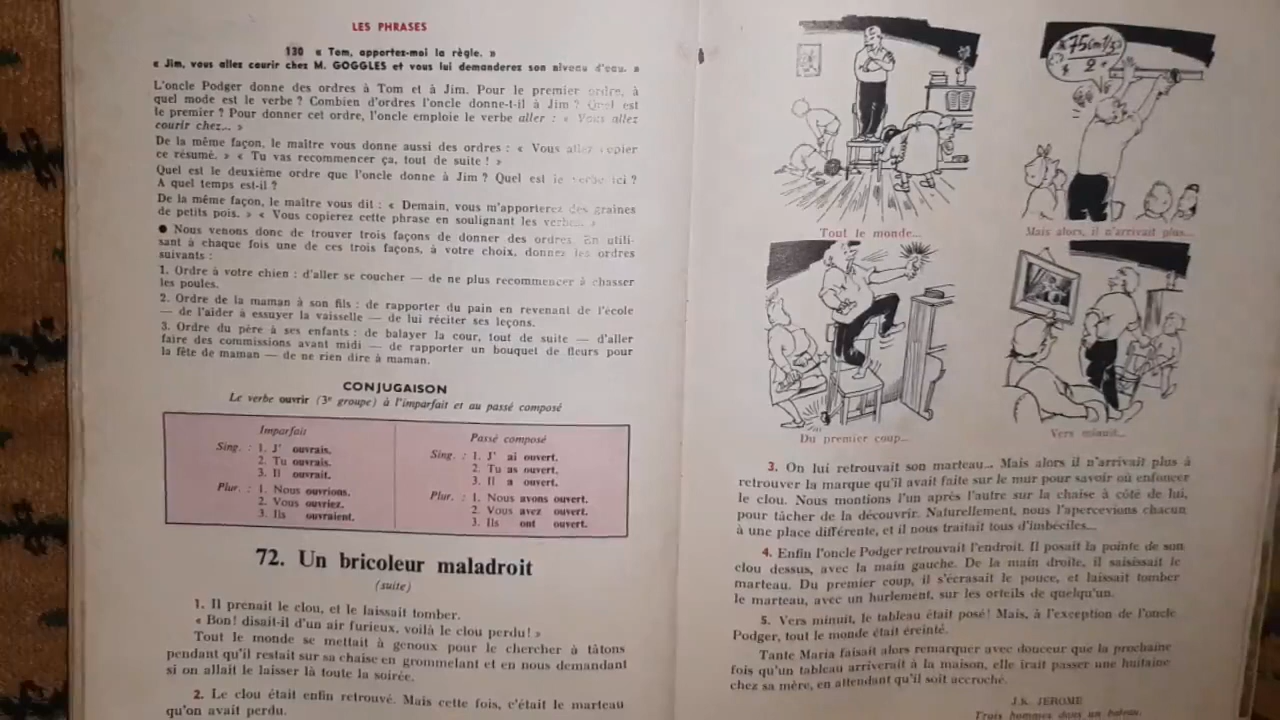 LES PHRASES
130 « Tom, apportez-moi la règle. »
« Jim, vous allez courir chez M. GOGGLES et vous lui demanderez son niveau d'eau. »
L'oncle Podger donne des ordres à Tom et à Jim. Pour le premier ordre, à
quel mode est le verbe ? Combien d'ordres l'oncle donne-t-il à Jim ? Quel est
le premier ? Pour donner cet ordre, l'oncle emploie le verbe aller : « Vous allez
courir chez... »
De la même façon, le maître vous donne aussi des ordres : « Vous allez copier
ce résumé. » « Tu vas recommencer ça, tout de suite ! »
Quel est le deuxième ordre que l'oncle donne à Jim ? Quel est le verbe ici ?
A quel temps est-il ?
De la même façon, le maître vous dit : « Demain, vous m'apporterez des graines
de petits pois. » « Vous copierez cette phrase en soulignant les verbes. »
● Nous venons donc de trouver trois façons de donner des ordres. En utili-
sant à chaque fois une de ces trois façons, à votre choix, donnez les ordres
suivants :
1. Ordre à votre chien : d'aller se coucher — de ne plus recommencer à chasser
les poules.
2. Ordre de la maman à son fils : de rapporter du pain en revenant de l'école
— de l'aider à essuyer la vaisselle — de lui réciter ses leçons.
3. Ordre du père à ses enfants : de balayer la cour, tout de suite — d'aller
faire des commissions avant midi — de rapporter un bouquet de fleurs pour
la fête de maman — de ne rien dire à maman.
CONJUGAISON
Le verbe ouvrir (3e groupe) à l'imparfait et au passé composé
Imparfait
Sing. : 1. J' ouvrais.
2. Tu ouvrais.
3. Il ouvrait.
Plur. : 1. Nous ouvrions.
2. Vous ouvriez.
3. Ils ouvraient.
Passé composé
Sing. : 1. J' ai ouvert.
2. Tu as ouvert.
3. Il a ouvert.
Plur. : 1. Nous avons ouvert.
2. Vous avez ouvert.
3. Ils ont ouvert.
72. Un bricoleur maladroit
(suite)
1. Il prenait le clou, et le laissait tomber.
« Bon! disait-il d'un air furieux, voilà le clou perdu! »
Tout le monde se mettait à genoux pour le chercher à tâtons
pendant qu'il restait sur sa chaise en grommelant et en nous demandant
si on allait le laisser là toute la soirée.
2. Le clou était enfin retrouvé. Mais cette fois, c'était le marteau
qu'on avait perdu.
Tout le monde...
Mais alors, il n'arrivait plus...
Du premier coup...
Vers minuit...
3. On lui retrouvait son marteau... Mais alors il n'arrivait plus à
retrouver la marque qu'il avait faite sur le mur pour savoir où enfoncer
le clou. Nous montions l'un après l'autre sur la chaise à côté de lui,
pour tâcher de la découvrir. Naturellement, nous l'apercevions chacun
à une place différente, et il nous traitait tous d'imbéciles...
4. Enfin l'oncle Podger retrouvait l'endroit. Il posait la pointe de son
clou dessus, avec la main gauche. De la main droite, il saisissait le
marteau. Du premier coup, il s'écrasait le pouce, et laissait tomber
le marteau, avec un hurlement, sur les orteils de quelqu'un.
5. Vers minuit, le tableau était posé! Mais, à l'exception de l'oncle
Podger, tout le monde était éreinté.
Tante Maria faisait alors remarquer avec douceur que la prochaine
fois qu'un tableau arriverait à la maison, elle irait passer une huitaine
chez sa mère, en attendant qu'il soit accroché.
J.K. JEROME
Trois hommes dans un bateau.